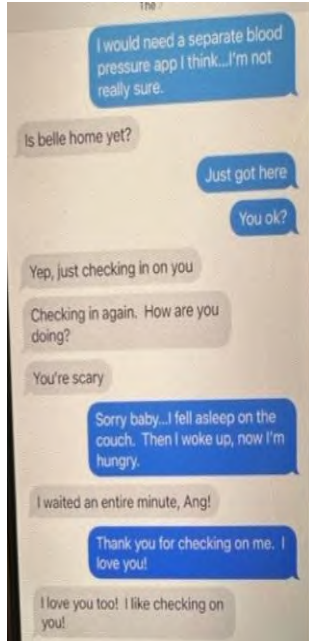 The
I would need a separate blood
pressure app I think...I'm not
really sure.
Is belle home yet?
Just got here
You ok?
Yep, just checking in on you
Checking in again. How are you
doing?
You're scary
Sorry baby...I fell asleep on the
couch. Then I woke up, now I'm
hungry.
I waited an entire minute, Ang!
Thank you for checking on me. I
love you!
I love you too! I like checking on
you!